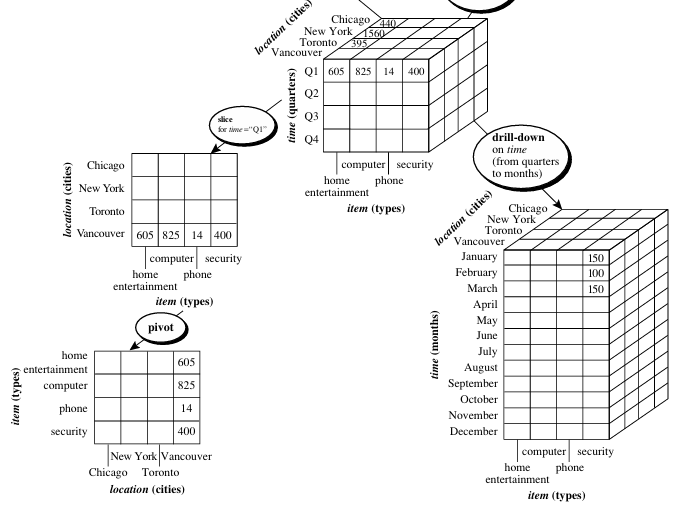 location (cities)
Chicago
New York
Toronto
Vancouver
440
1560
395
time (quarters)
Q1 605 825 14 400
Q2
Q3
Q4
computer security
home phone
entertainment
item (types)
slice
for time = "Q1"
location (cities)
Chicago
New York
Toronto
Vancouver 605 825 14 400
computer security
home phone
entertainment
item (types)
drill-down
on time
(from quarters
to months)
location (cities)
Chicago
New York
Toronto
Vancouver
time (months)
January 150
February 100
March 150
April
May
June
July
August
September
October
November
December
computer security
home phone
entertainment
item (types)
pivot
item (types)
home
entertainment 605
computer 825
phone 14
security 400
New York Vancouver
Chicago Toronto
location (cities)